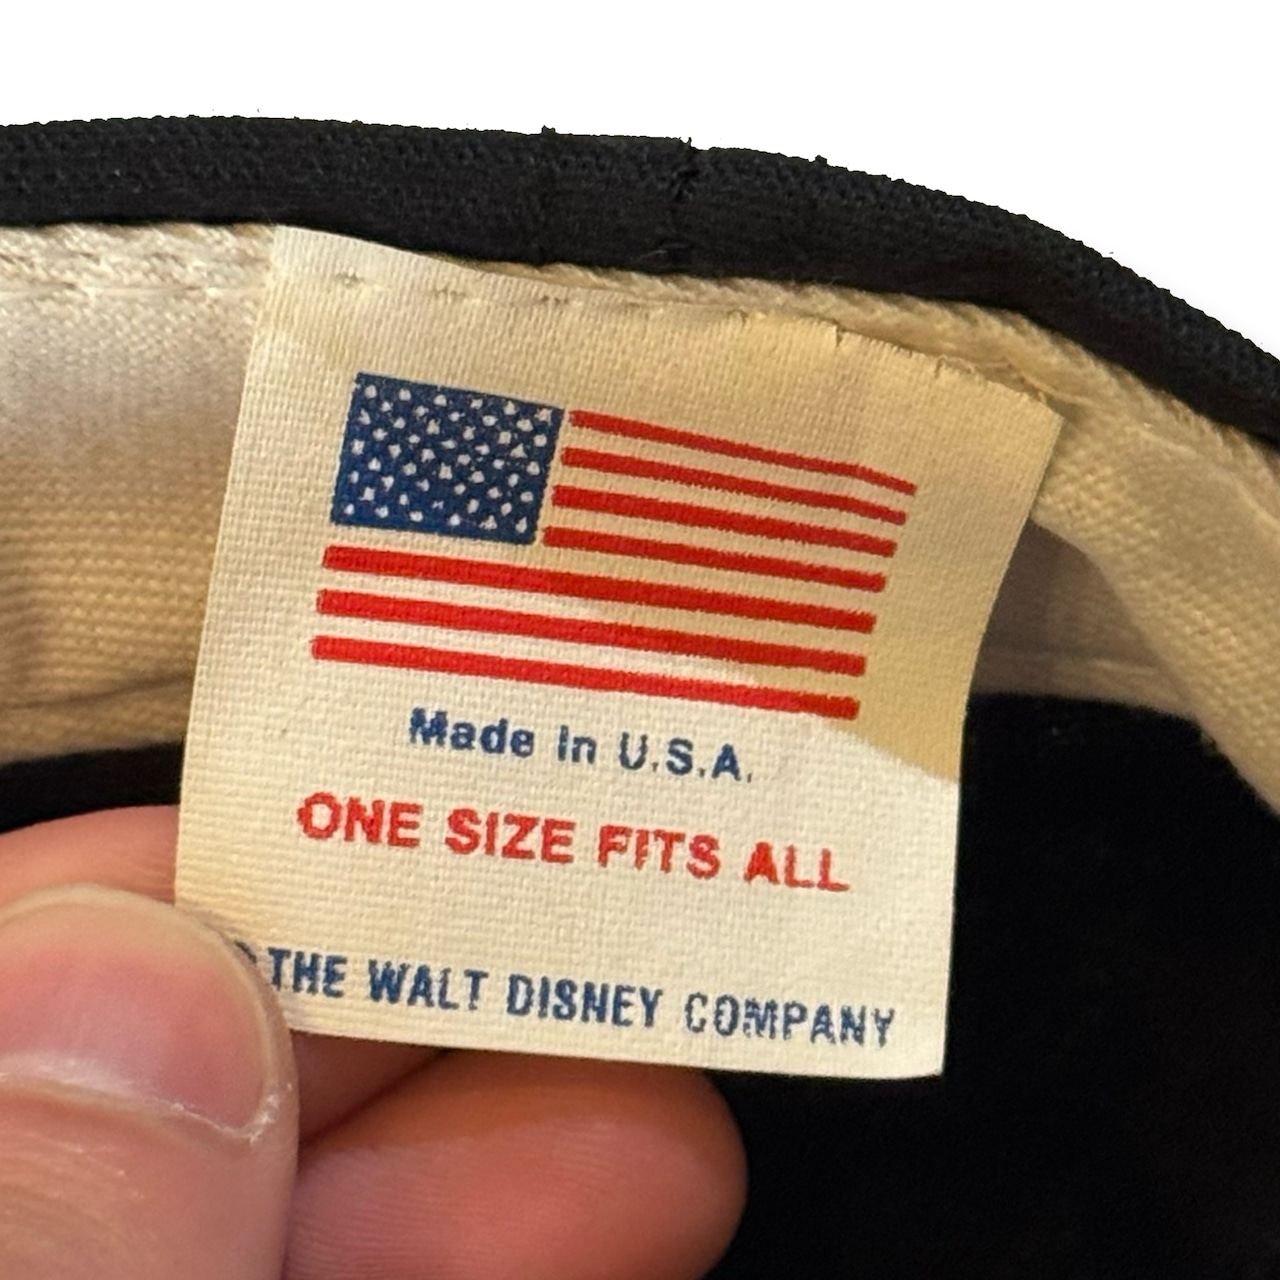 Made in U.S.A.
ONE SIZE FITS ALL
THE WALT DISNEY COMPANY